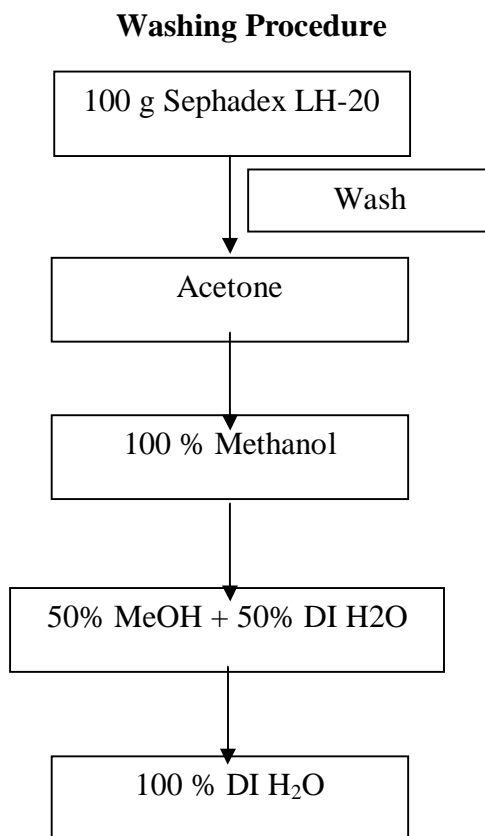 Washing Procedure
100 g Sephadex LH-20
Wash
Acetone
100 % Methanol
50% MeOH + 50% DI H2O
100 % DI H₂O